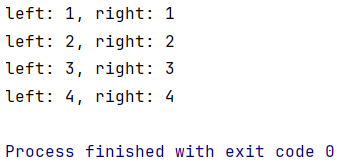 left: 1, right: 1
left: 2, right: 2
left: 3, right: 3
left: 4, right: 4
Process finished with exit code 0